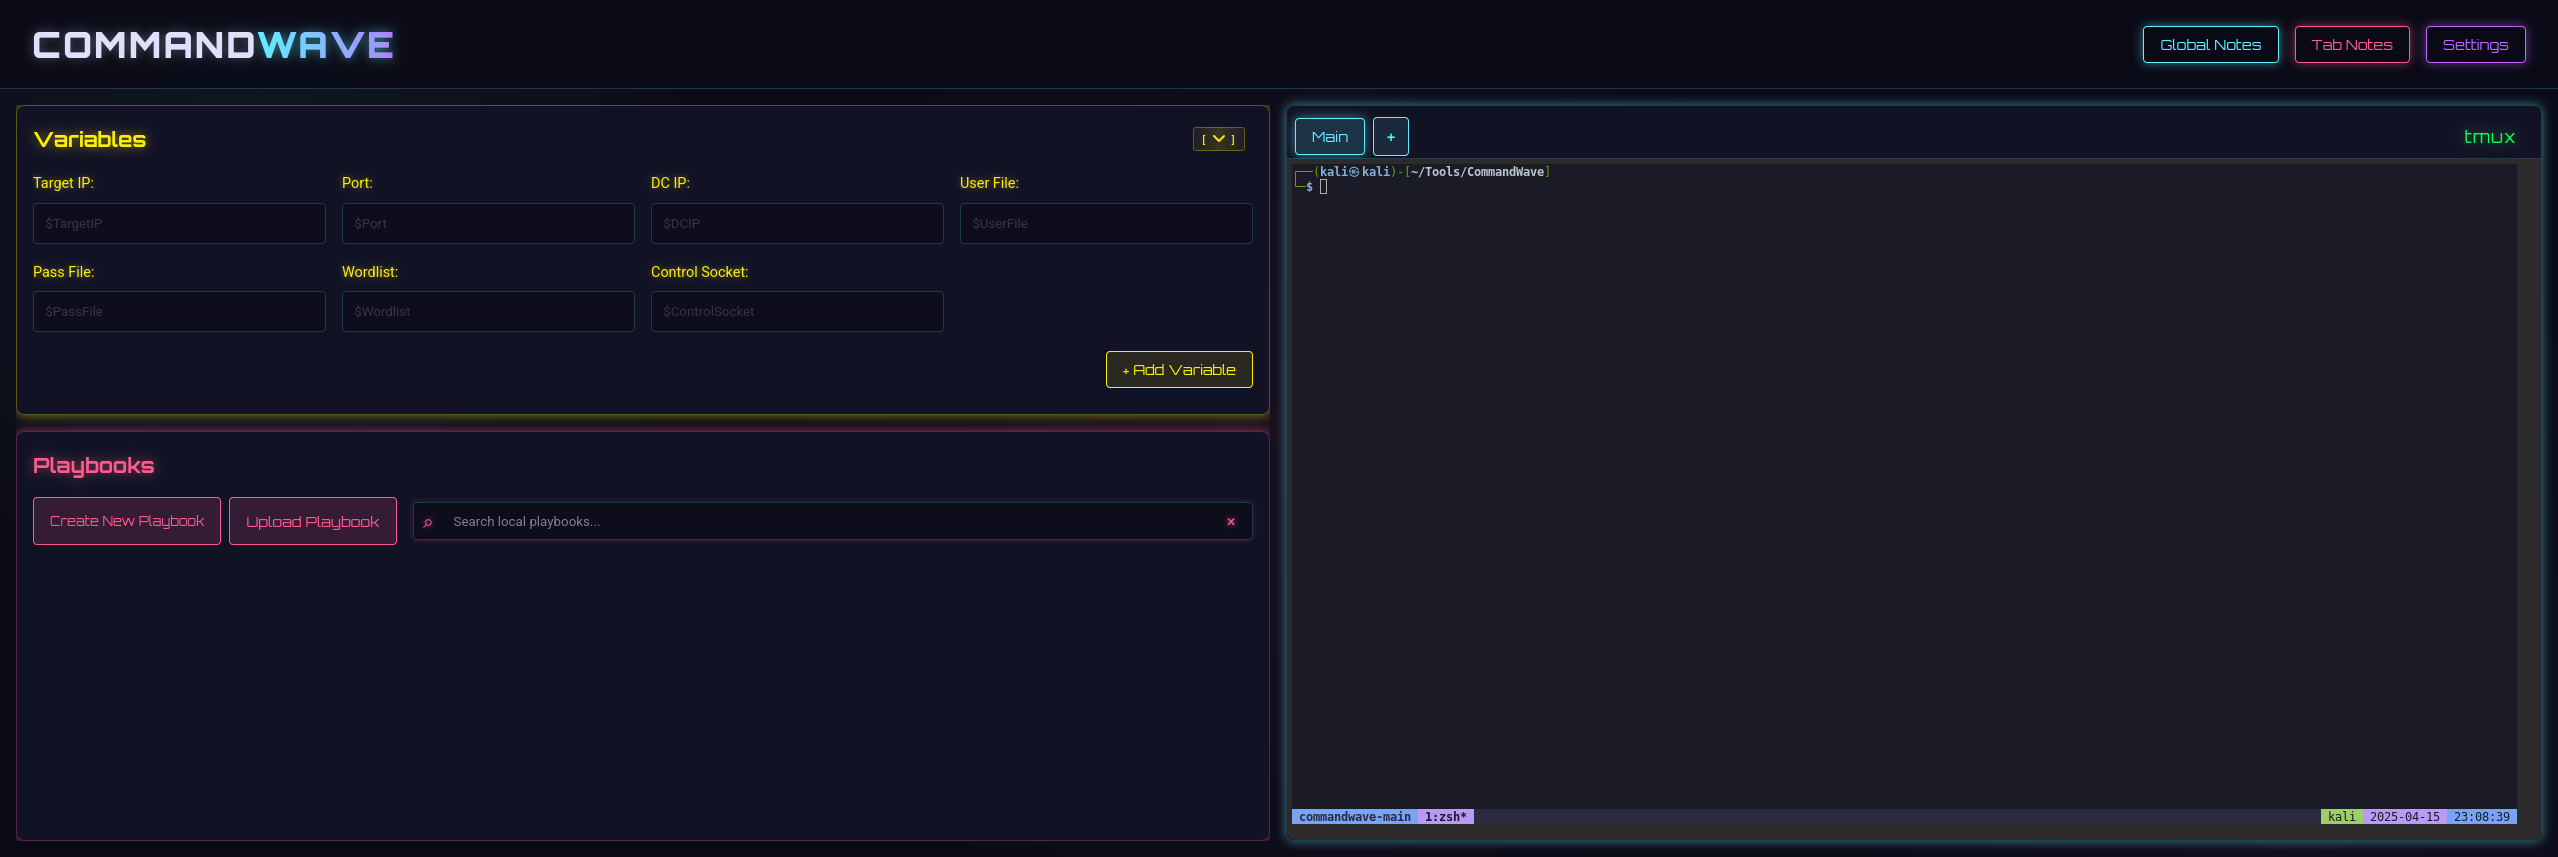 COMMANDWAVE
Global Notes
Tab Notes
Settings
Variables
[ ]
Target IP:
Port:
DC IP:
User File:
$TargetIP
$Port
$DCIP
$UserFile
Pass File:
Wordlist:
Control Socket:
$PassFile
$Wordlist
$ControlSocket
+ Add Variable
Playbooks
Create New Playbook
Upload Playbook
Search local playbooks...
×
Main
+
tmux
(kali㉿kali)-[~/Tools/CommandWave]
$
commandwave-main 1:zsh*
kali 2025-04-15 23:08:39